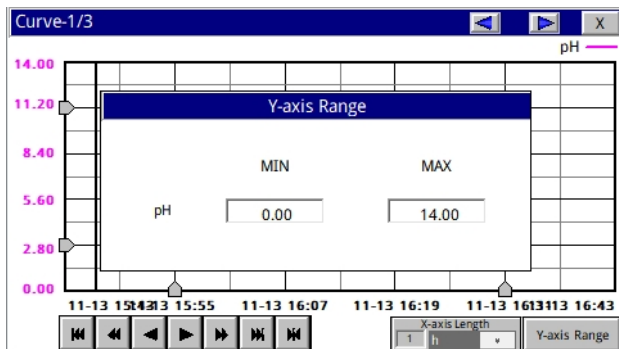 Curve-1/3
X
pH
14.00
Y-axis Range
11.20
MIN MAX
8.40
pH 0.00 14.00
5.60
2.80
0.00
11-13 15:55 11-13 16:07 11-13 16:19 11-13 16:43
X-axis Length
1 h v Y-axis Range